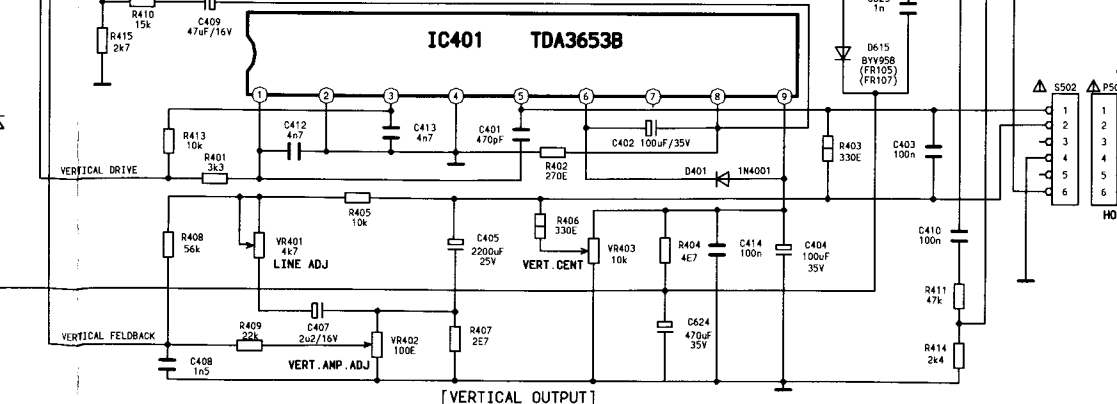 R410
15k
C409
47uF/16V
1n
R415
2k7
IC401 TDA3653B
D615
BYV95B
(FR105)
(FR107)
1 2 3 4 5 6 7 8 9
S502
1
2
3
4
5
6
1
2
3
4
5
6
HO
R413
10k
C412
4n7
C413
4n7
C401
470pF
C402 100uF/35V
R403
330E
C403
100n
R401
3k3
VERTICAL DRIVE
R402
270E
D401
1N4001
R405
10k
R406
330E
R408
56k
VR401
4k7
LINE ADJ
C405
2200uF
25V
VERT.CENT
VR403
10k
R404
4E7
C414
100n
C404
100uF
35V
C410
100n
R411
47k
VERTICAL FELDBACK
R409
22k
C407
2u2/16V
VR402
100E
R407
2E7
C624
470uF
35V
R414
2k4
C408
1n5
VERT.AMP.ADJ
[VERTICAL OUTPUT]